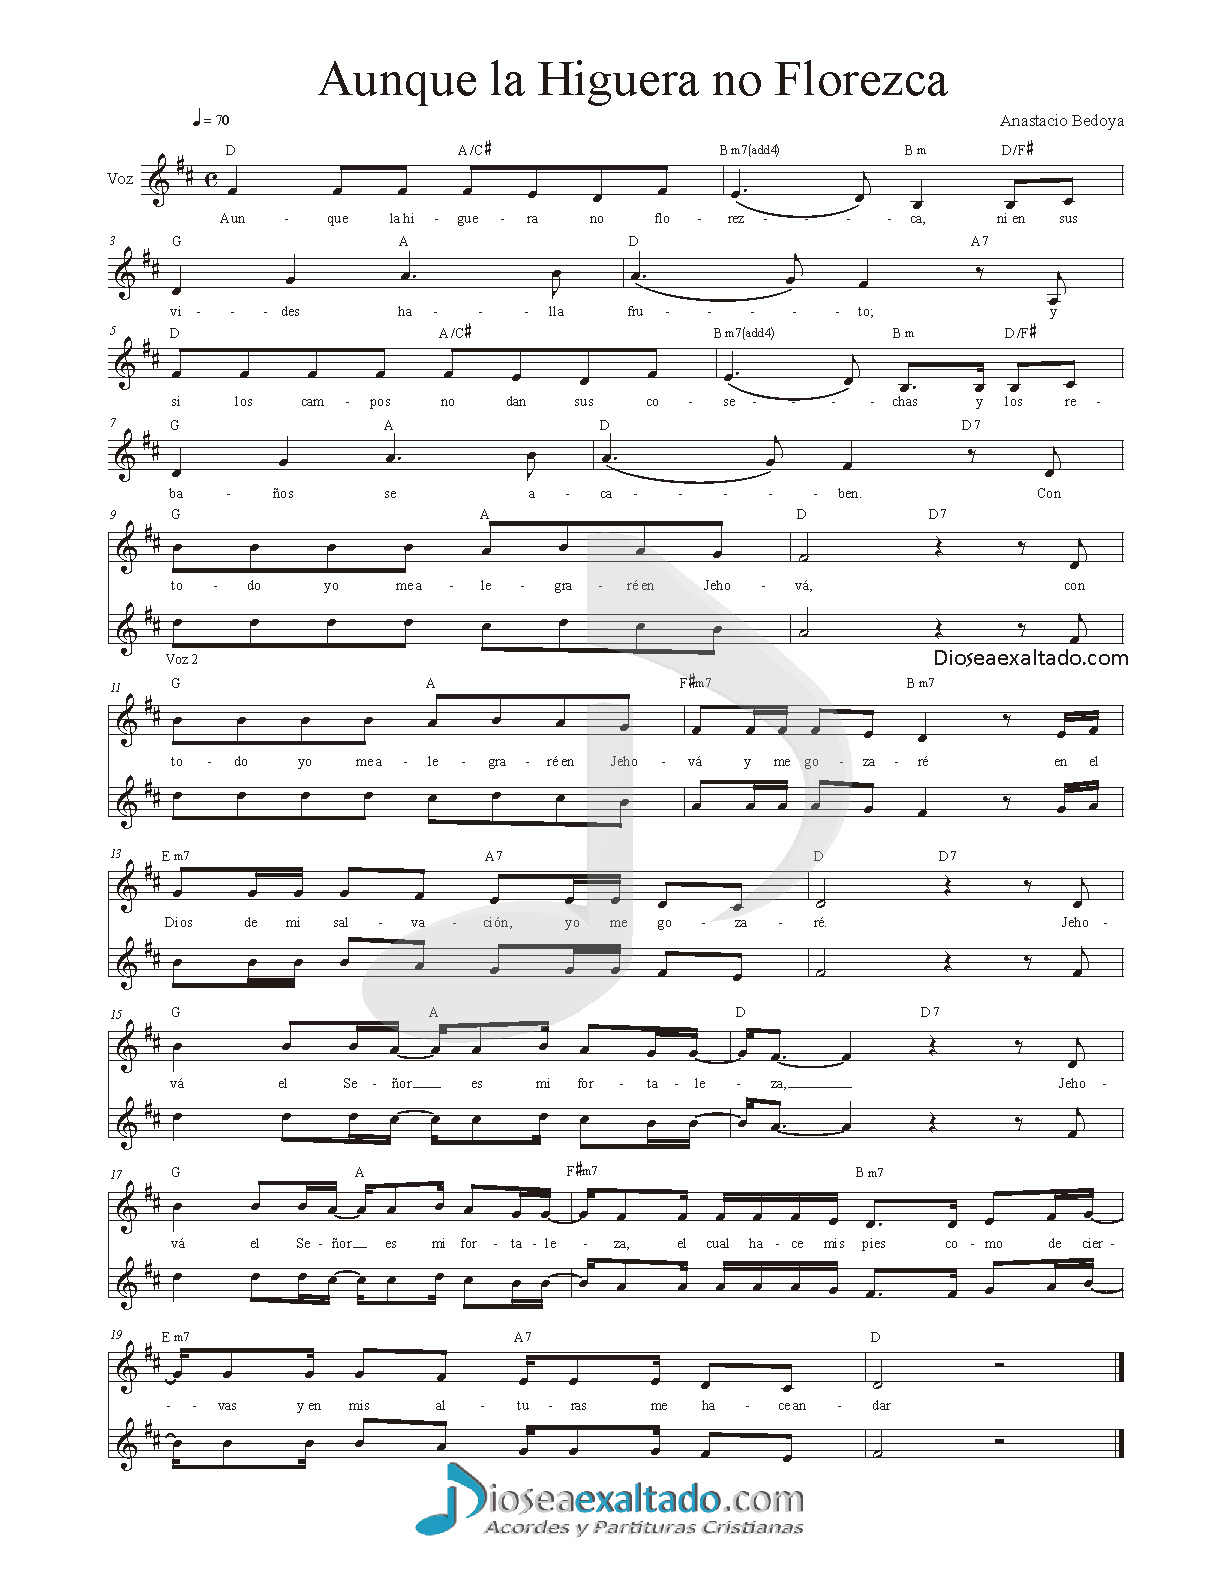 Aunque la Higuera no Florezca
♩ = 70
Anastacio Bedoya
D A/C# Bm7(add4) Bm D/F#
Voz
Aun - que la hi - gue - ra no flo - rez - - - ca, ni en sus
3 G A D A7
vi - - des ha - - lla fru - - - - to; y
5 D A/C# Bm7(add4) Bm D/F#
si los cam - pos no dan sus co - se - - - - chas y los re -
7 G A D D7
ba - ños se a - ca - - - - ben. Con
9 G A D D7
to - do yo me a - le - gra - ré en Jeho - vá, con
Voz 2
Dioseaexaltado.com
11 G A F#m7 Bm7
to - do yo me a - le - gra - ré en Jeho - vá y me go - za - ré en el
13 Em7 A7 D D7
Dios de mi sal - va - ción, yo me go - za - ré. Jeho -
15 G A D D7
vá el Se - ñor es mi for - ta - le - za, Jeho -
17 G A F#m7 Bm7
vá el Se - ñor es mi for - ta - le - za, el cual ha - ce mis pies co - mo de cier -
19 Em7 A7 D
- - vas y en mis al - tu - ras me ha - ce an - dar
Dioseaexaltado.com
Acordes y Partituras Cristianas